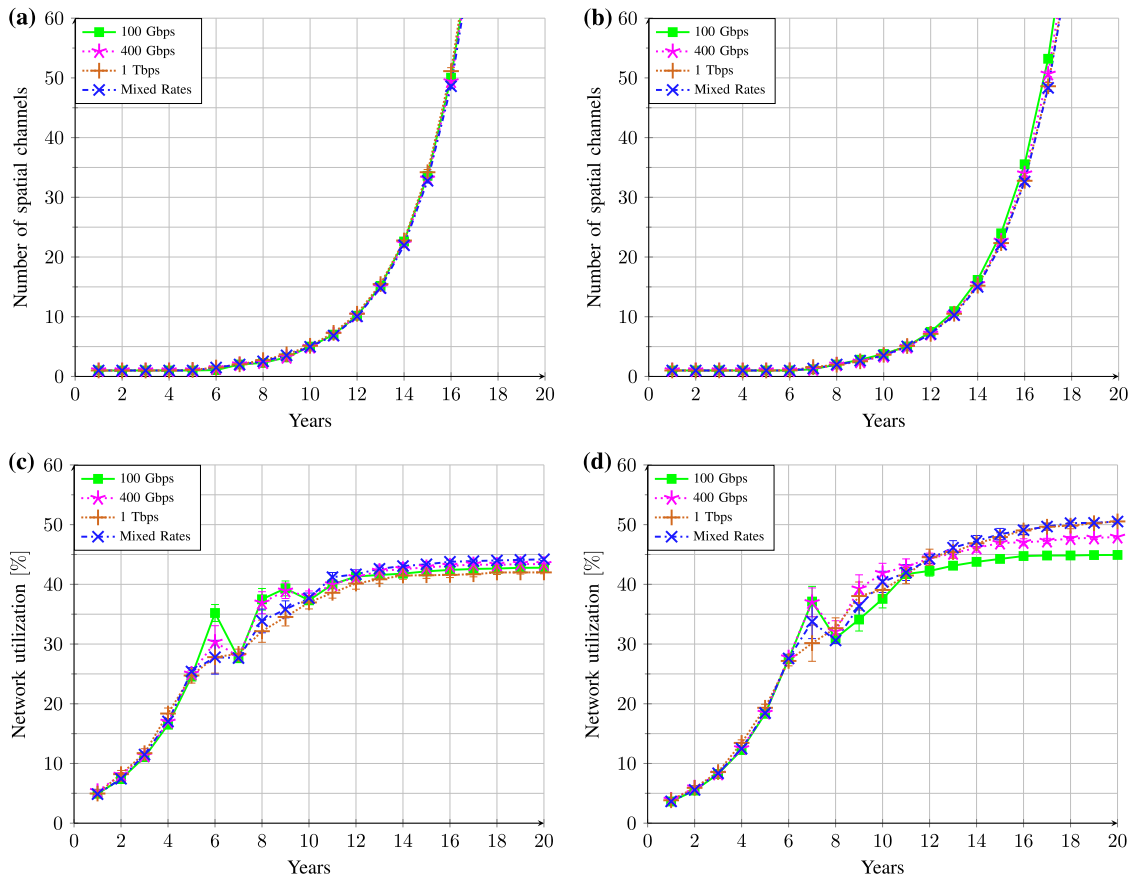 (a)
60
50
40
30
20
10
0
Number of spatial channels
100 Gbps
400 Gbps
1 Tbps
Mixed Rates
0 2 4 6 8 10 12 14 16 18 20
Years
(b)
60
50
40
30
20
10
0
Number of spatial channels
100 Gbps
400 Gbps
1 Tbps
Mixed Rates
0 2 4 6 8 10 12 14 16 18 20
Years
(c)
60
50
40
30
20
10
0
Network utilization [%]
100 Gbps
400 Gbps
1 Tbps
Mixed Rates
0 2 4 6 8 10 12 14 16 18 20
Years
(d)
60
50
40
30
20
10
0
Network utilization [%]
100 Gbps
400 Gbps
1 Tbps
Mixed Rates
0 2 4 6 8 10 12 14 16 18 20
Years